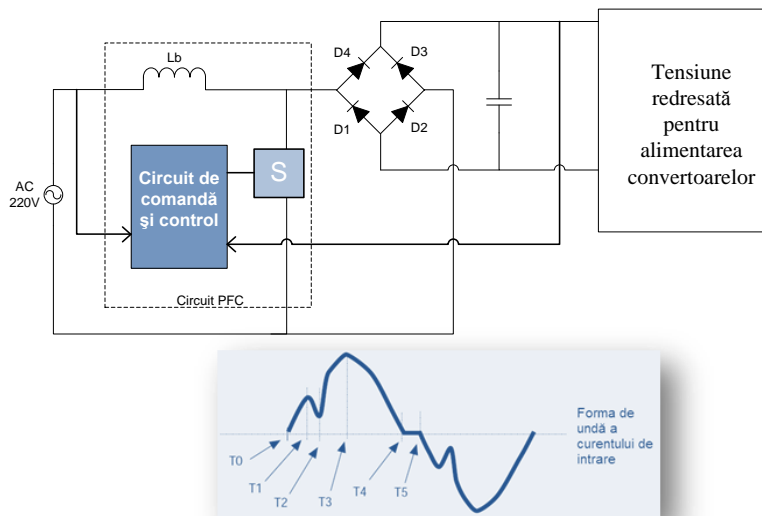 Lb
D4
D3
D1
D2
Tensiune
redresată
pentru
alimentarea
convertoarelor
AC
220V
Circuit de
comandă
şi control
S
Circuit PFC
Forma de
undă a
curentului de
intrare
T0
T1
T2
T3
T4
T5